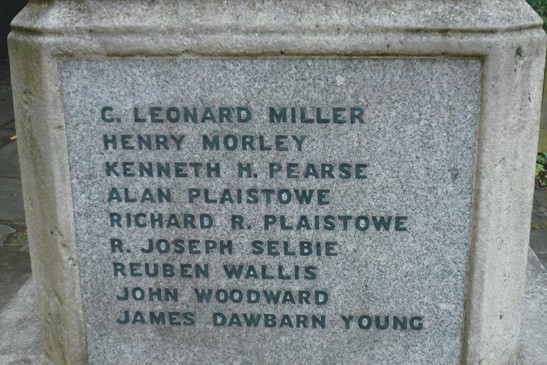 C. LEONARD MILLER
HENRY MORLEY
KENNETH H. PEARSE
ALAN PLAISTOWE
RICHARD R. PLAISTOWE
R. JOSEPH SELBIE
REUBEN WALLIS
JOHN WOODWARD
JAMES DAWBARN YOUNG